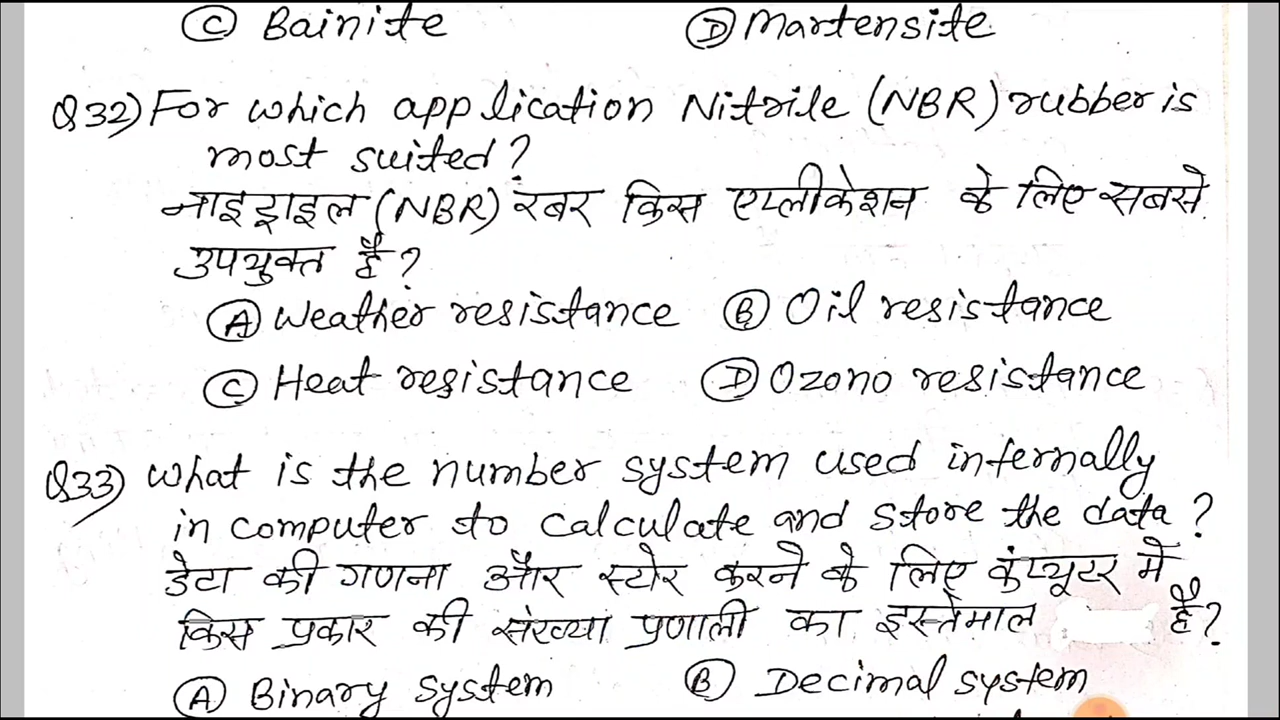 Ⓒ Bainite Ⓓ Martensite
Q32) For which application Nitrile (NBR) rubber is
most suited?
नाइट्राइल (NBR) रबर किस एप्लीकेशन के लिए सबसे
उपयुक्त है?
Ⓐ Weather resistance Ⓑ Oil resistance
Ⓒ Heat resistance Ⓓ Ozono resistance
Q33) What is the number system used internally
in computer to calculate and store the data?
डेटा की गणना और स्टोर करने के लिए कंप्यूटर में
किस प्रकार की संख्या प्रणाली का इस्तेमाल है?
Ⓐ Binary system Ⓑ Decimal system